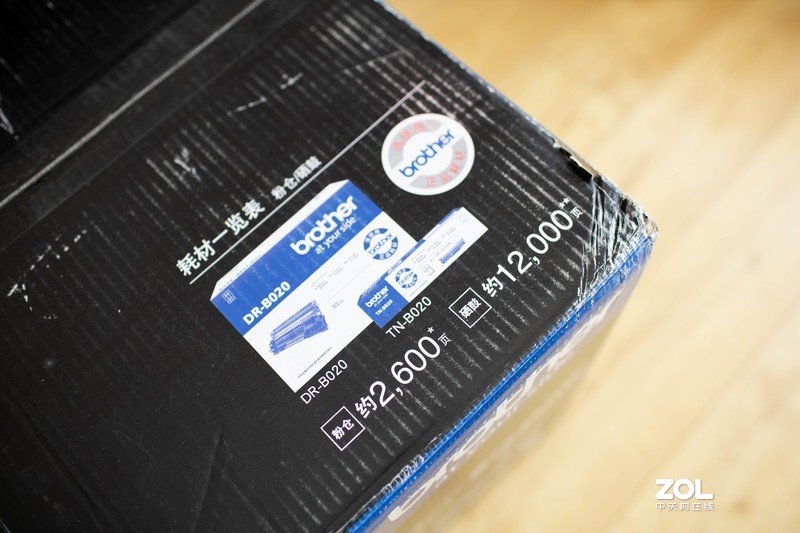 耗材一览表 粉仓/硒鼓
brother
brother
at your side
DR-B020
brother
TN-B020
DR-B020
TN-B020
粉仓 约2,600*页
硒鼓 约12,000**页
brother
ZOL
中关村在线